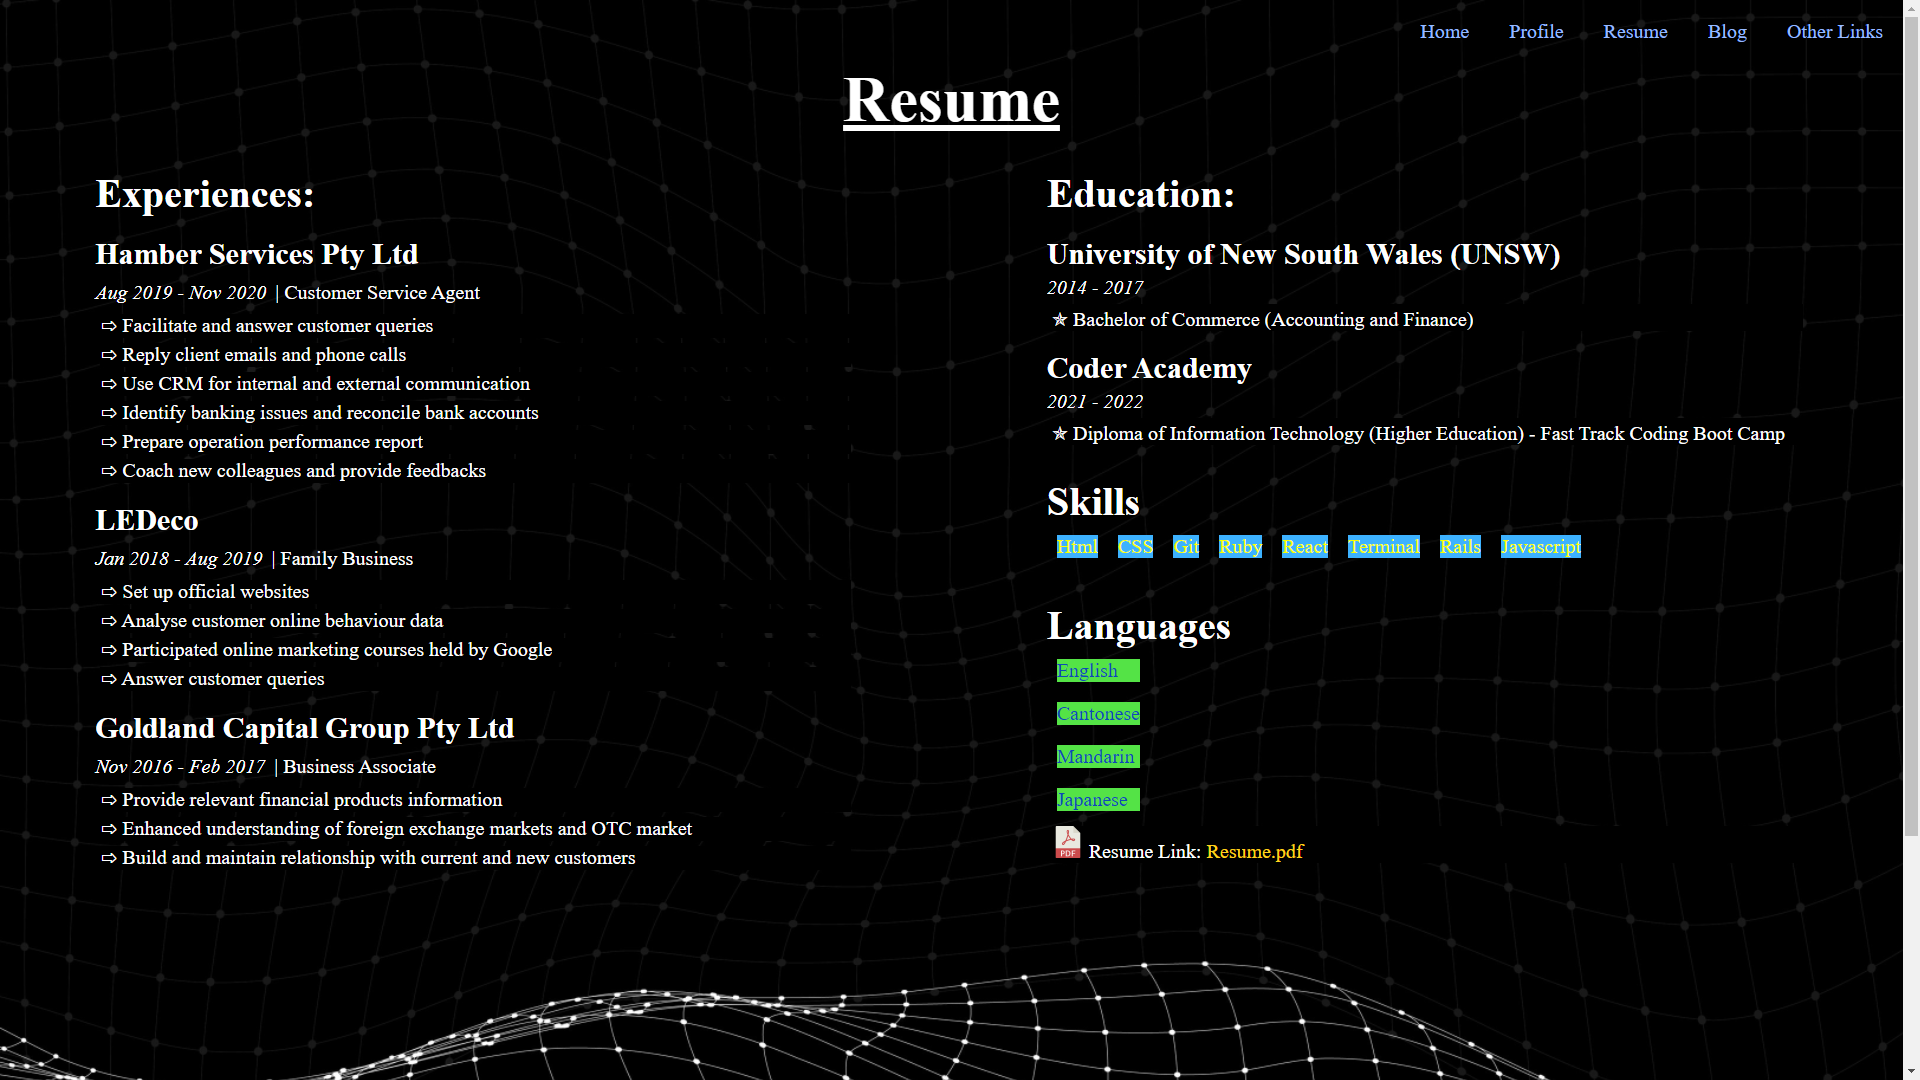 Home Profile Resume Blog Other Links
Resume
Experiences:
Hamber Services Pty Ltd
Aug 2019 - Nov 2020 | Customer Service Agent
⇨ Facilitate and answer customer queries
⇨ Reply client emails and phone calls
⇨ Use CRM for internal and external communication
⇨ Identify banking issues and reconcile bank accounts
⇨ Prepare operation performance report
⇨ Coach new colleagues and provide feedbacks
LEDeco
Jan 2018 - Aug 2019 | Family Business
⇨ Set up official websites
⇨ Analyse customer online behaviour data
⇨ Participated online marketing courses held by Google
⇨ Answer customer queries
Goldland Capital Group Pty Ltd
Nov 2016 - Feb 2017 | Business Associate
⇨ Provide relevant financial products information
⇨ Enhanced understanding of foreign exchange markets and OTC market
⇨ Build and maintain relationship with current and new customers
Education:
University of New South Wales (UNSW)
2014 - 2017
✯ Bachelor of Commerce (Accounting and Finance)
Coder Academy
2021 - 2022
✯ Diploma of Information Technology (Higher Education) - Fast Track Coding Boot Camp
Skills
Html CSS Git Ruby React Terminal Rails Javascript
Languages
English
Cantonese
Mandarin
Japanese
PDF Resume Link: Resume.pdf